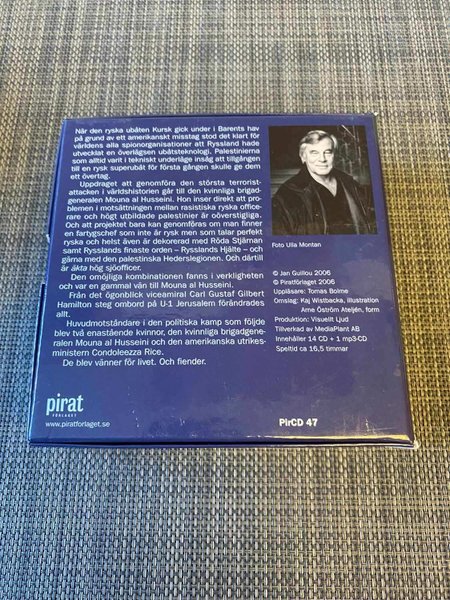 När den ryska ubåten Kursk gick under i Barents hav
på grund av ett amerikanskt misstag stod det klart för
världens alla spionorganisationer att Ryssland hade
utvecklat en överlägsen ubåtsteknologi. Palestinierna
som alltid varit i tekniskt underläge insåg att tillgången
till en rysk superubåt för första gången skulle ge dem
ett övertag.
Uppdraget att genomföra den största terrorist-
attacken i världshistorien går till den kvinnliga brigad-
generalen Mouna al Husseini. Hon inser direkt att pro-
blemen i motsättningen mellan rasistiska ryska office-
rare och högt utbildade palestinier är oöverstigliga.
Och att projektet bara kan genomföras om man finner
en fartygschef som inte är rysk men som talar perfekt
ryska och helst även är dekorerad med Röda Stjärnan
samt Rysslands finaste orden – Rysslands Hjälte – och
gärna med den palestinska Hederslegionen. Och därtill
är äkta hög sjöofficer.
Den omöjliga kombinationen fanns i verkligheten
och var en gammal vän till Mouna al Husseini.
Från det ögonblick viceamiral Carl Gustaf Gilbert
Hamilton steg ombord på U-1 Jerusalem förändrades
allt.
Huvudmotståndare i den politiska kamp som följde
blev två enastående kvinnor, den kvinnliga brigadge-
neralen Mouna al Husseini och den amerikanska utrikes-
ministern Condoleezza Rice.
De blev vänner för livet. Och fiender.
Foto Ulla Montan
© Jan Guillou 2006
© Piratförlaget 2006
Uppläsare: Tomas Bolme
Omslag: Kaj Wistbacka, illustration
Arne Öström Ateljén, form
Produktion: Visuellt Ljud
Tillverkad av MediaPlant AB
Innehåller 14 CD + 1 mp3-CD
Speltid ca 16,5 timmar
pirat
FÖRLAGET
www.piratforlaget.se
PirCD 47